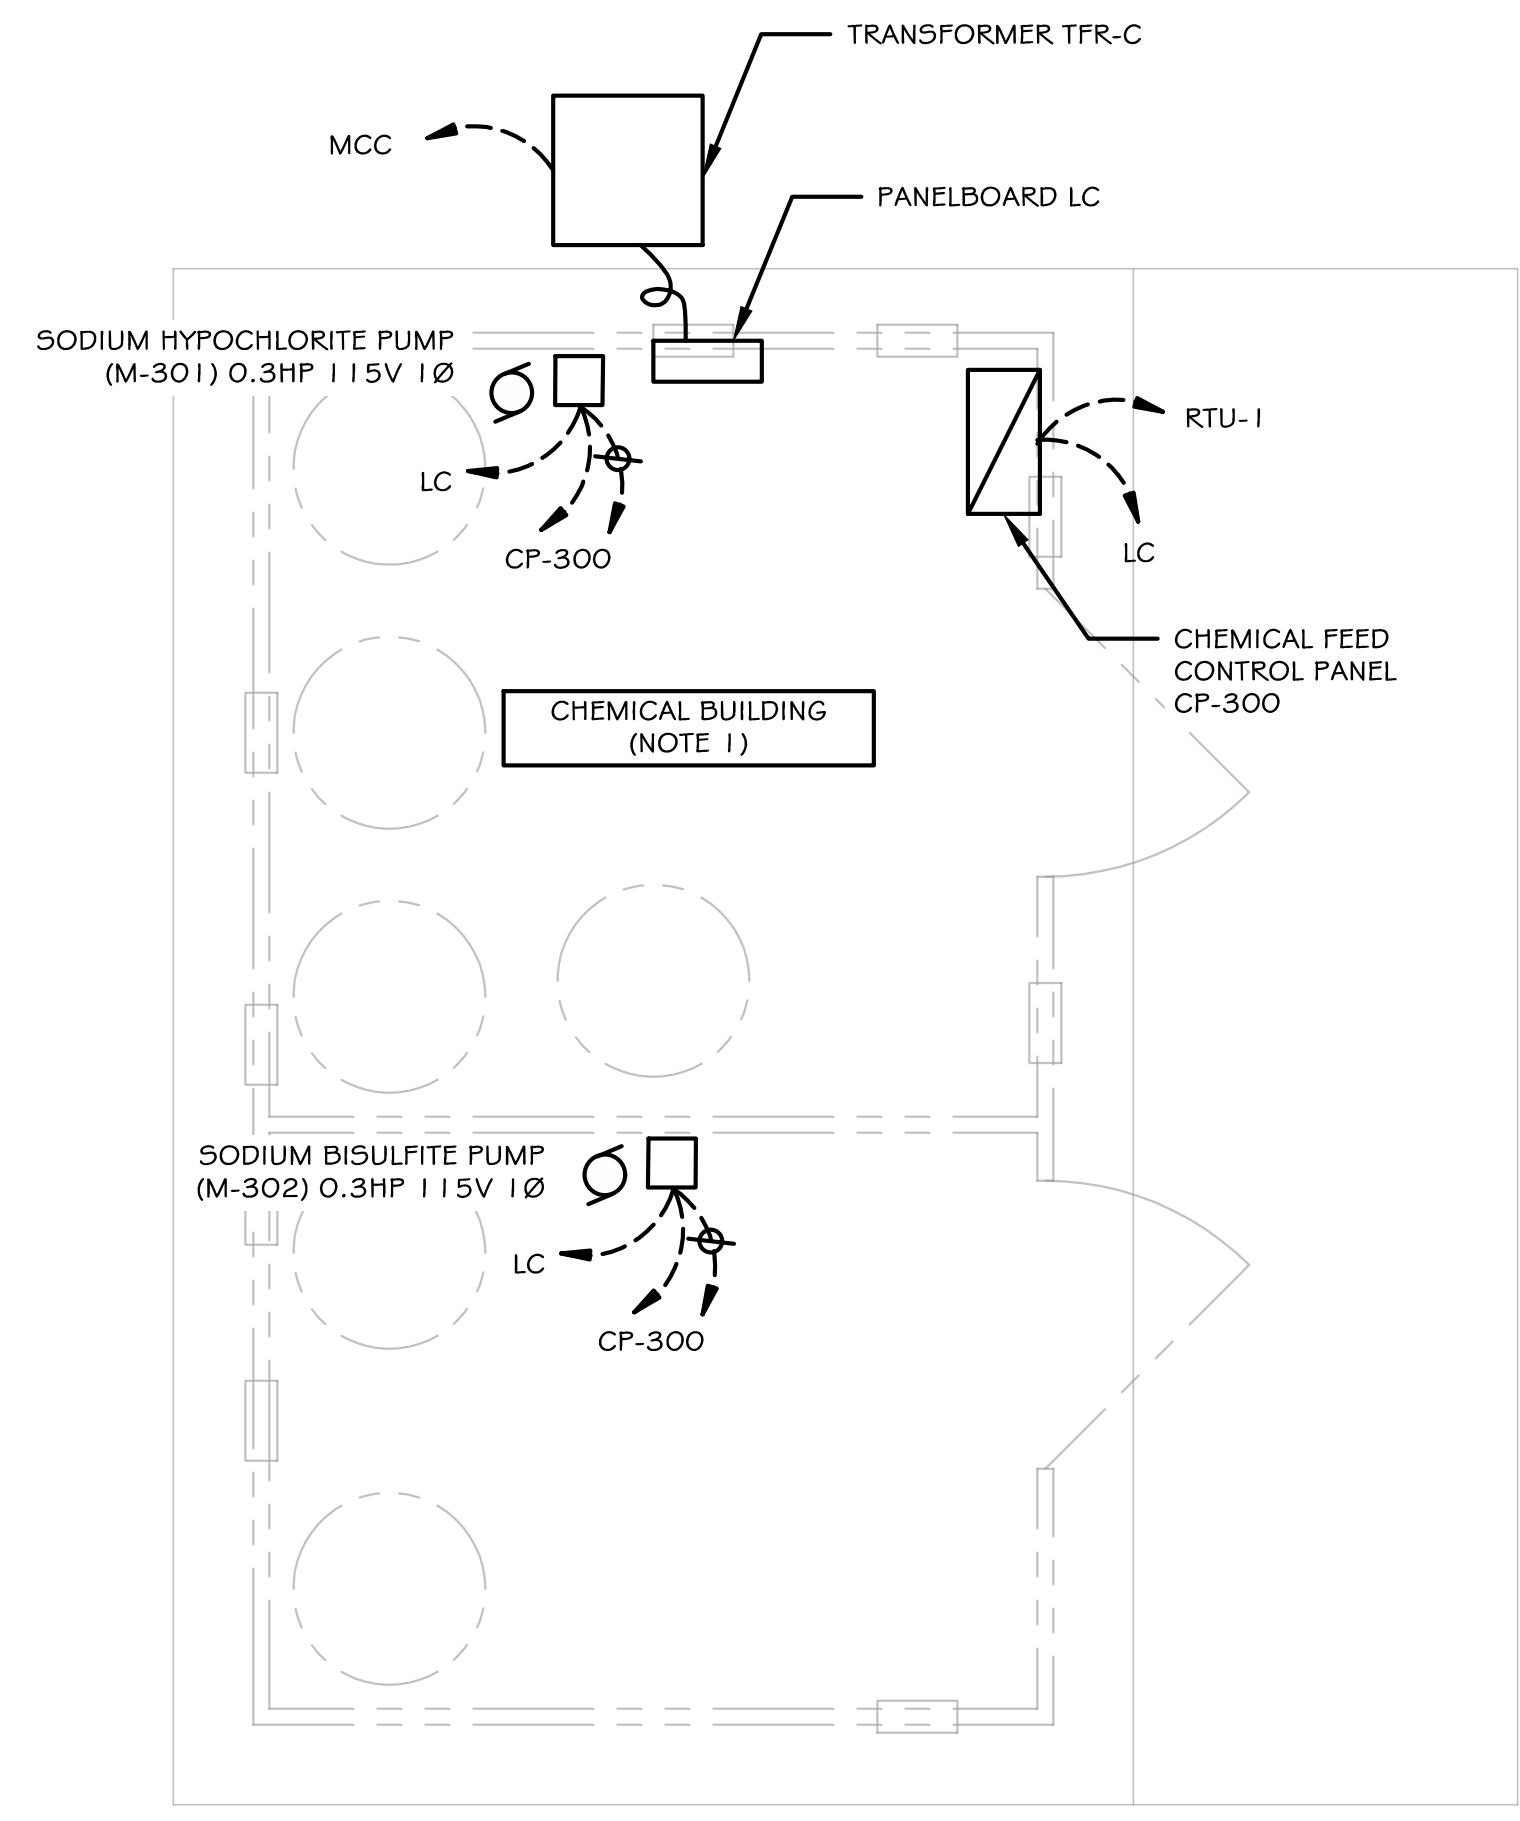 TRANSFORMER TFR-C
MCC
PANELBOARD LC
SODIUM HYPOCHLORITE PUMP
(M-301) 0.3HP 115V 1Ø
LC
CP-300
RTU-1
LC
CHEMICAL FEED
CONTROL PANEL
CP-300
CHEMICAL BUILDING
(NOTE 1)
SODIUM BISULFITE PUMP
(M-302) 0.3HP 115V 1Ø
LC
CP-300